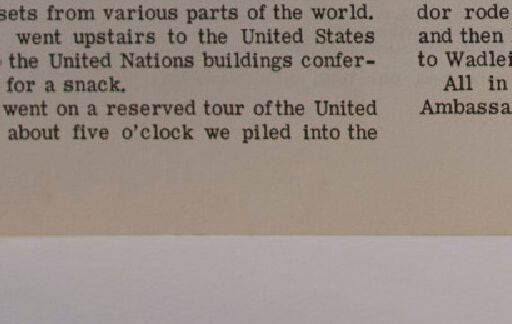 sets from various parts of the world.
went upstairs to the United States
the United Nations buildings confer-
for a snack.
went on a reserved tour of the United
about five o'clock we piled into the
dor rode
and then
to Wadlei
All in
Ambassa